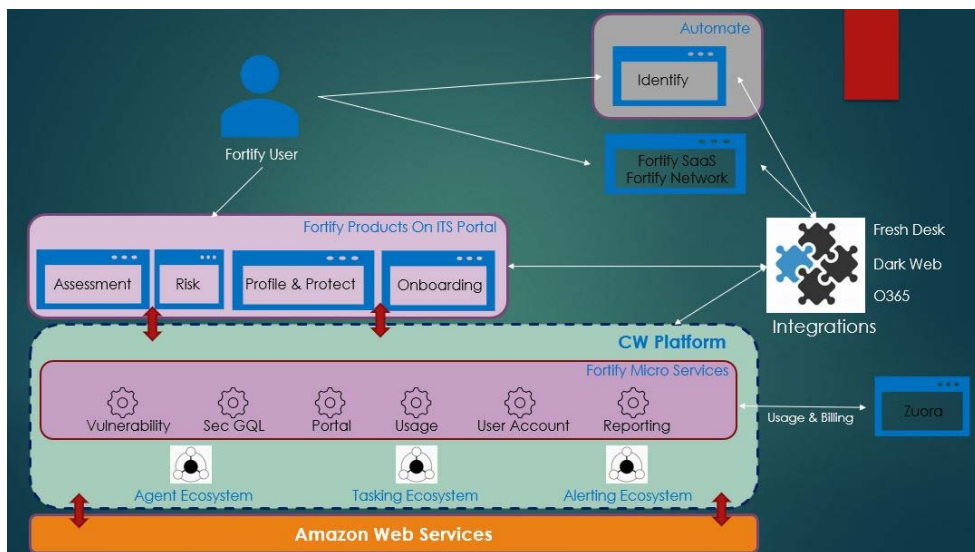 Automate
Identify
Fortify User
Fortify SaaS
Fortify Network
Fortify Products On ITS Portal
Assessment
Risk
Profile & Protect
Onboarding
Fresh Desk
Dark Web
O365
Integrations
CW Platform
Fortify Micro Services
Vulnerability
Sec GQL
Portal
Usage
User Account
Reporting
Usage & Billing
Zuora
Agent Ecosystem
Tasking Ecosystem
Alerting Ecosystem
Amazon Web Services